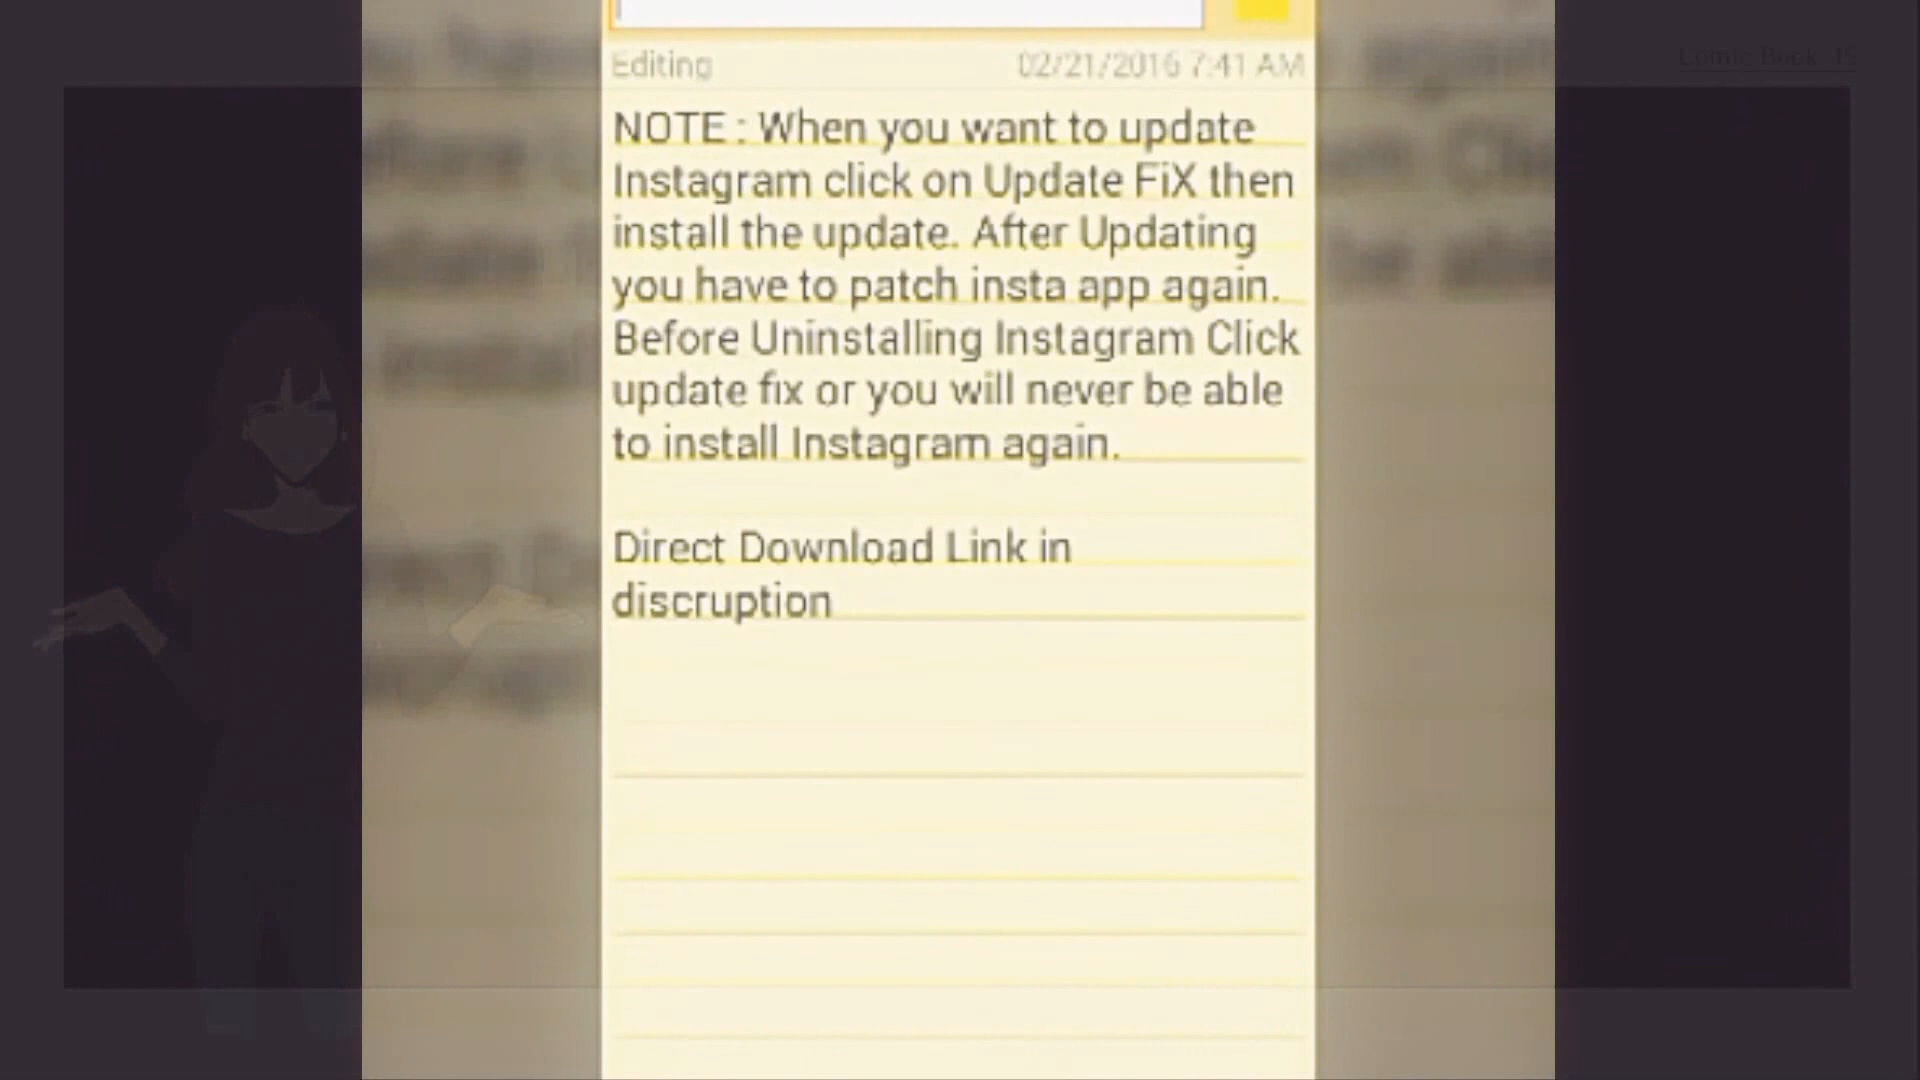 Editing 02/21/2016 7:41 AM
NOTE : When you want to update
Instagram click on Update FiX then
install the update. After Updating
you have to patch insta app again.
Before Uninstalling Instagram Click
update fix or you will never be able
to install Instagram again.
Direct Download Link in
discruption